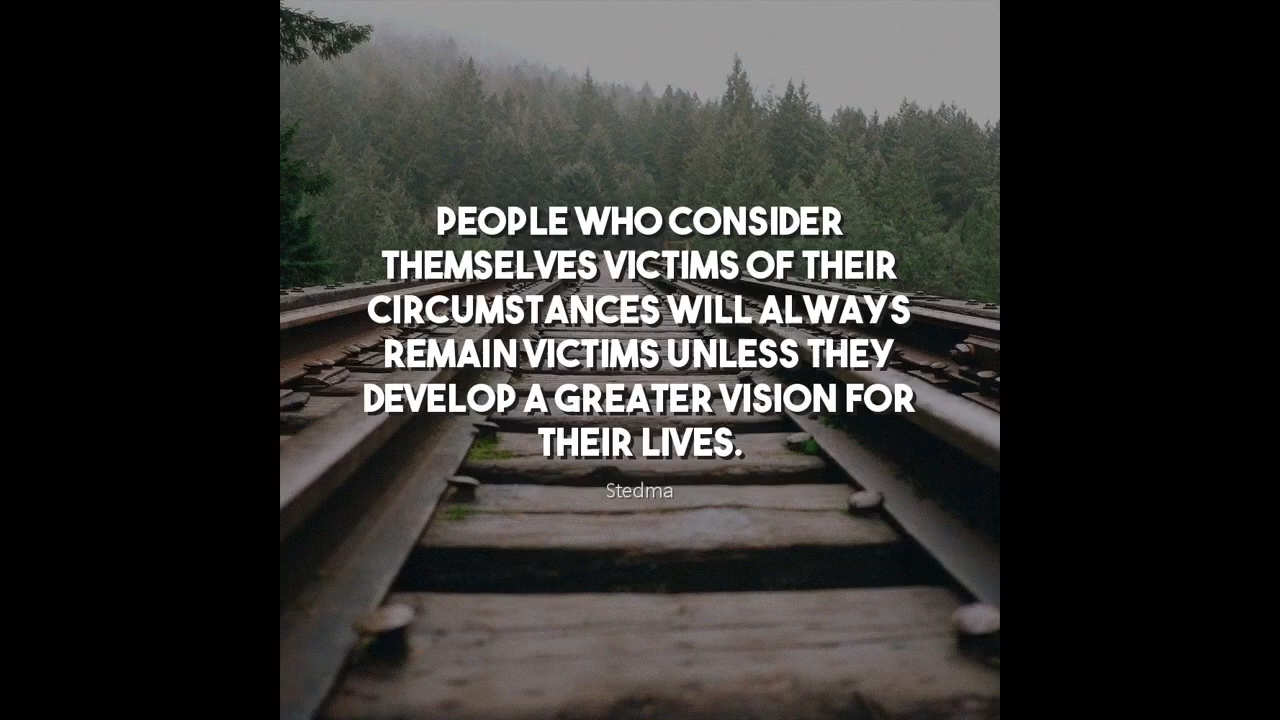 PEOPLE WHO CONSIDER
THEMSELVES VICTIMS OF THEIR
CIRCUMSTANCES WILL ALWAYS
REMAIN VICTIMS UNLESS THEY
DEVELOP A GREATER VISION FOR
THEIR LIVES.
Stedma